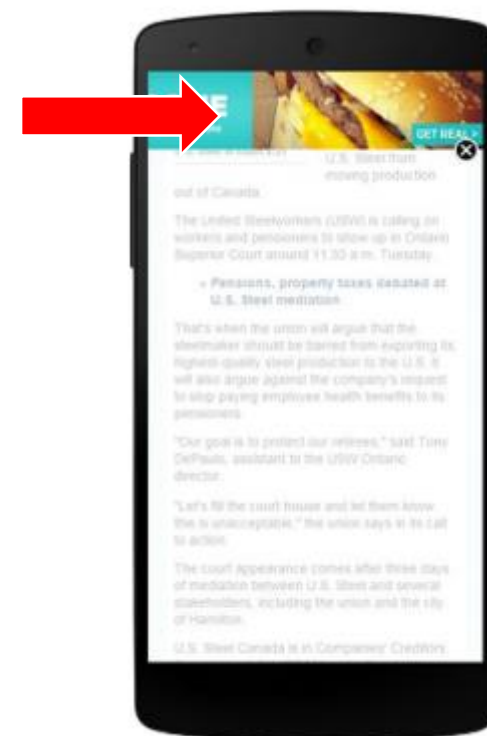 GET REAL >
U.S. Steel from
moving production
out of Canada.
The United Steelworkers (USW) is calling on
workers and pensioners to show up in Ontario
Superior Court around 11:30 a.m. Tuesday.
Pensions, property taxes debated at
U.S. Steel mediation
That's when the union will argue that the
steelmaker should be barred from exporting its
highest-quality steel production to the U.S. It
will also argue against the company's request
to stop paying employee health benefits to its
pensioners.
"Our goal is to protect our retirees," said Tony
DePaulo, assistant to the USW Ontario
director.
"Let's fill the court house and let them know
this is unacceptable," the union says in its call
to action.
The court appearance comes after three days
of mediation between U.S. Steel and several
stakeholders, including the union and the city
of Hamilton.
U.S. Steel Canada is in Companies' Creditors